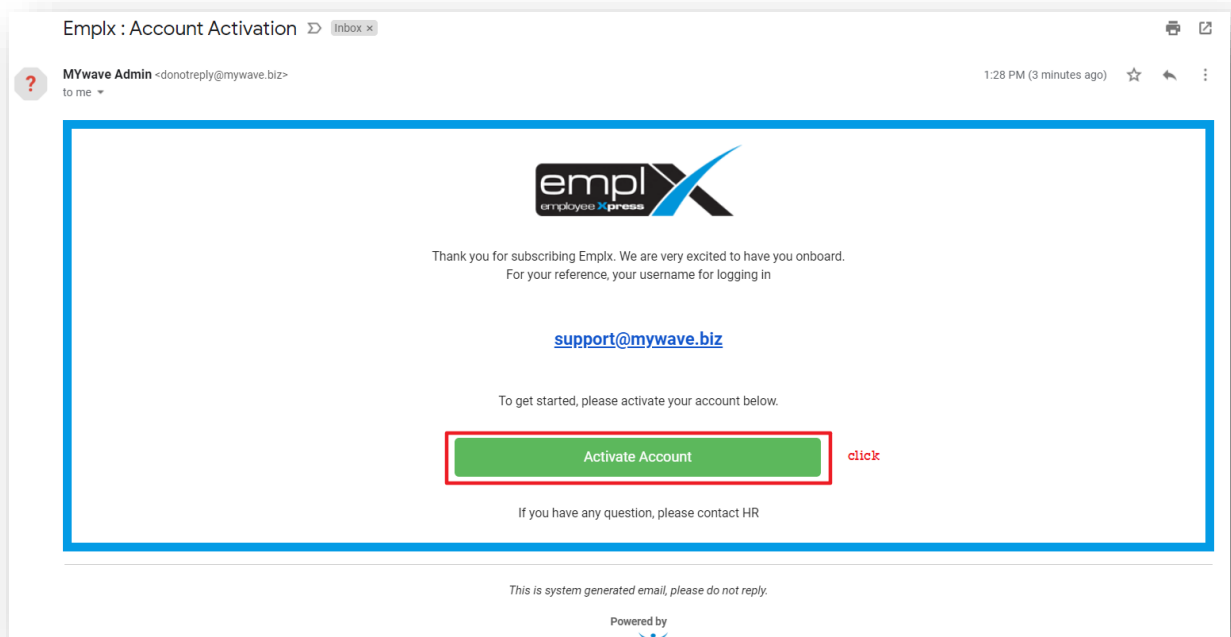 Emplx : Account Activation Inbox ×
MYwave Admin <donotreply@mywave.biz> 1:28 PM (3 minutes ago)
?
to me
emplX
employee Xpress
Thank you for subscribing Emplx. We are very excited to have you onboard.
For your reference, your username for logging in
support@mywave.biz
To get started, please activate your account below.
Activate Account click
If you have any question, please contact HR
This is system generated email, please do not reply.
Powered by